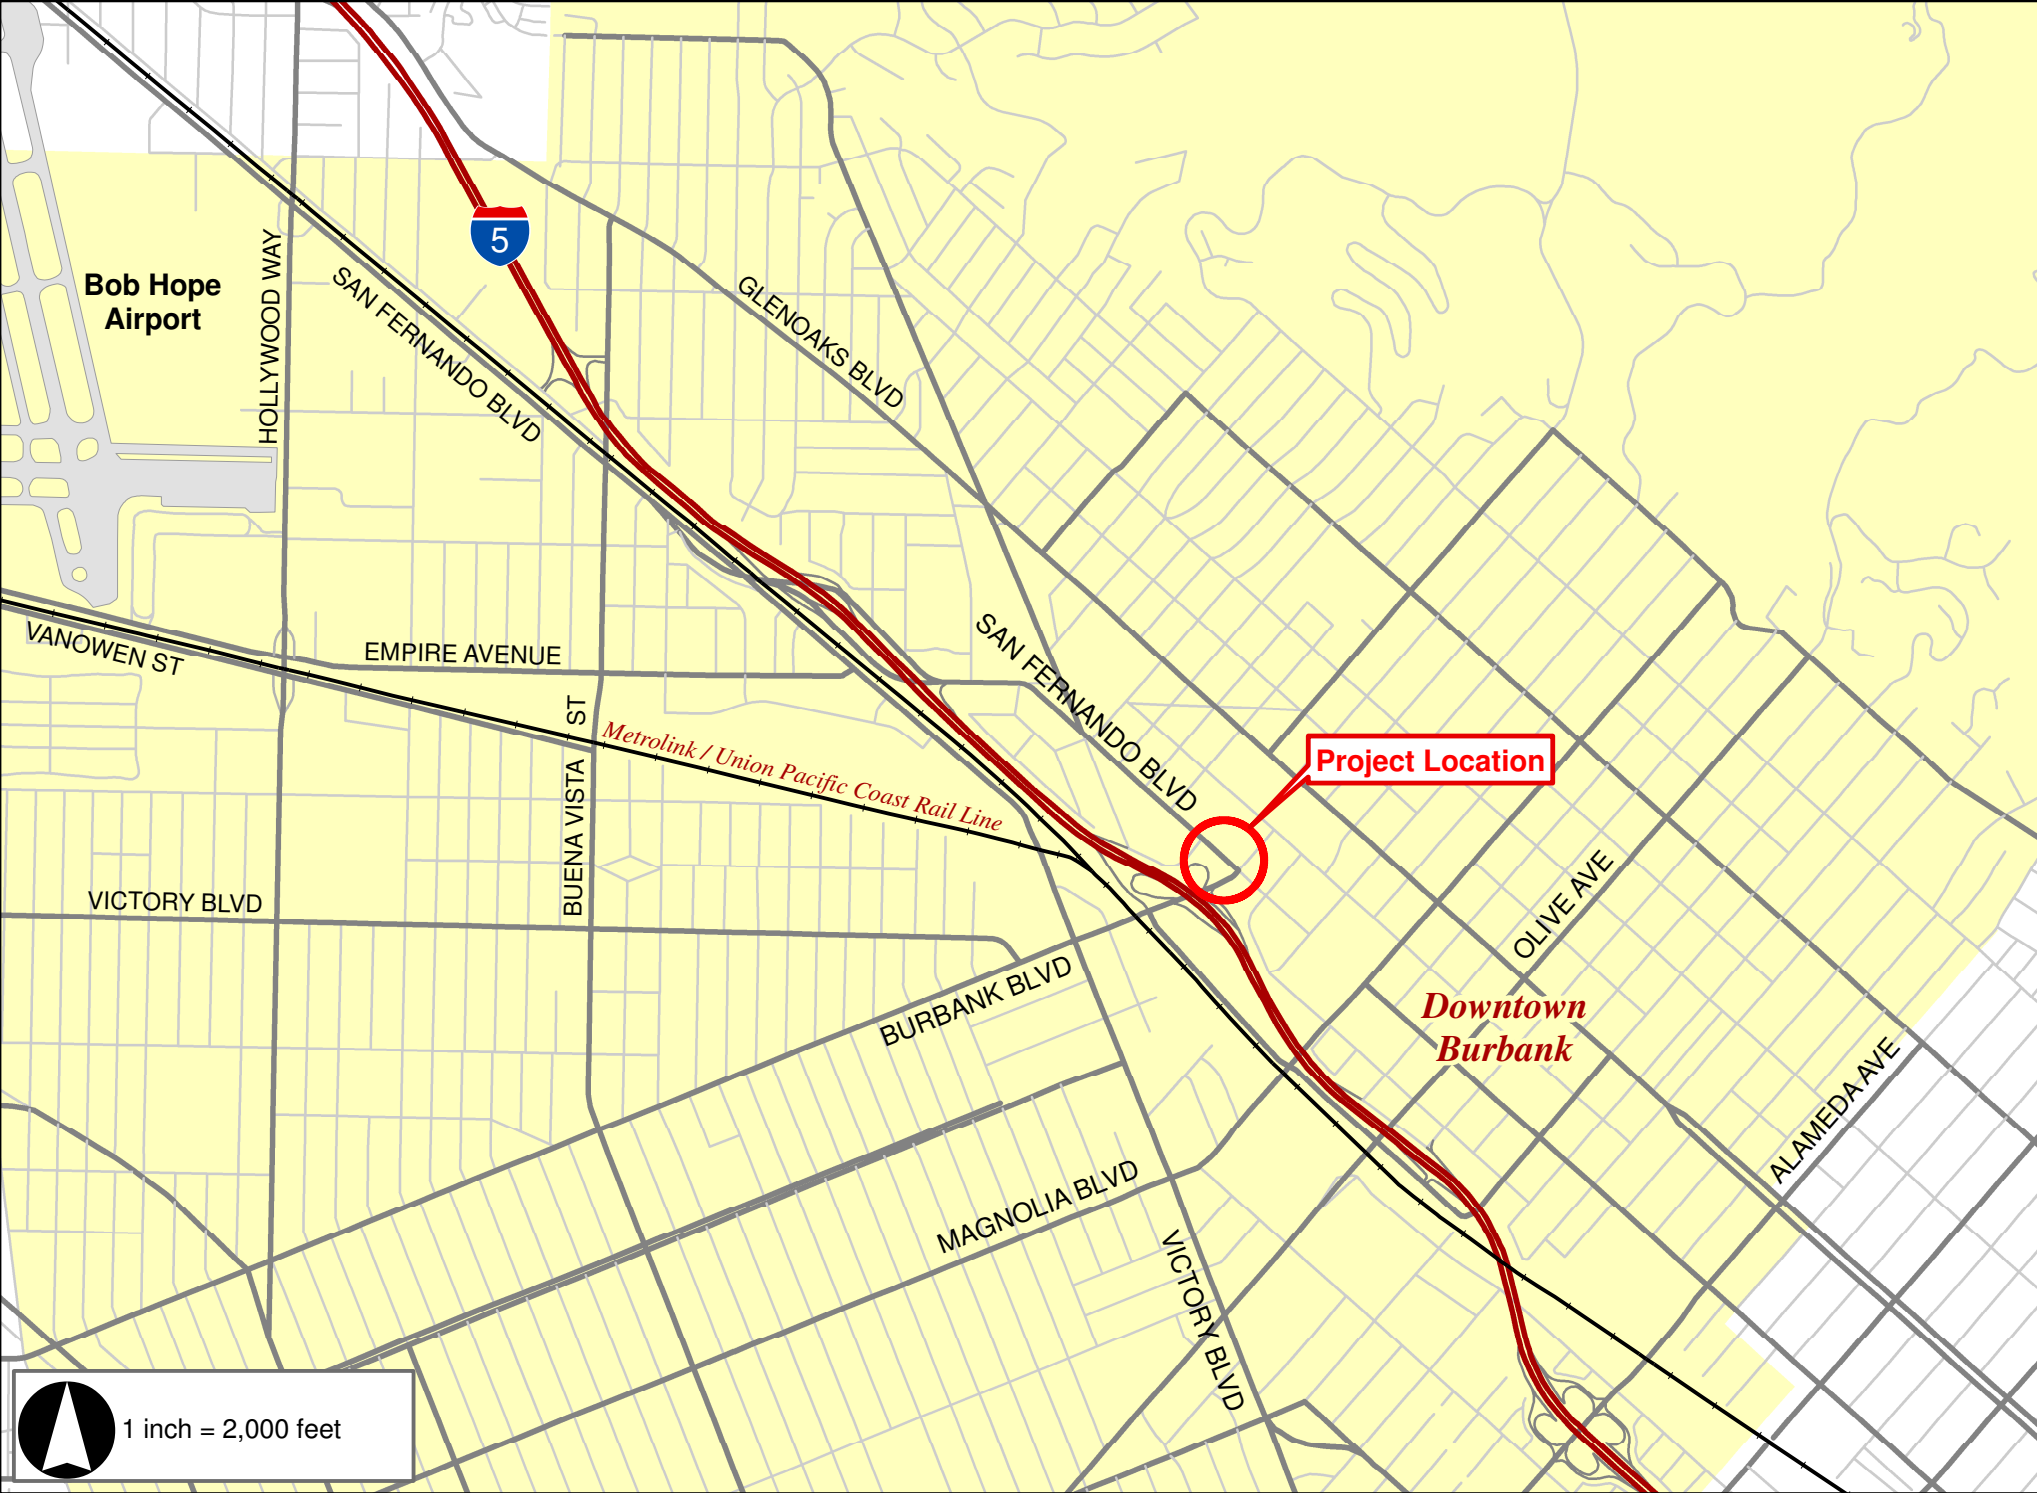 5
Bob Hope
Airport
HOLLYWOOD WAY
SAN FERNANDO BLVD
GLENOAKS BLVD
VANOWEN ST
EMPIRE AVENUE
BUENA VISTA ST
Metrolink / Union Pacific Coast Rail Line
SAN FERNANDO BLVD
Project Location
VICTORY BLVD
BURBANK BLVD
OLIVE AVE
Downtown
Burbank
ALAMEDA AVE
MAGNOLIA BLVD
VICTORY BLVD
1 inch = 2,000 feet